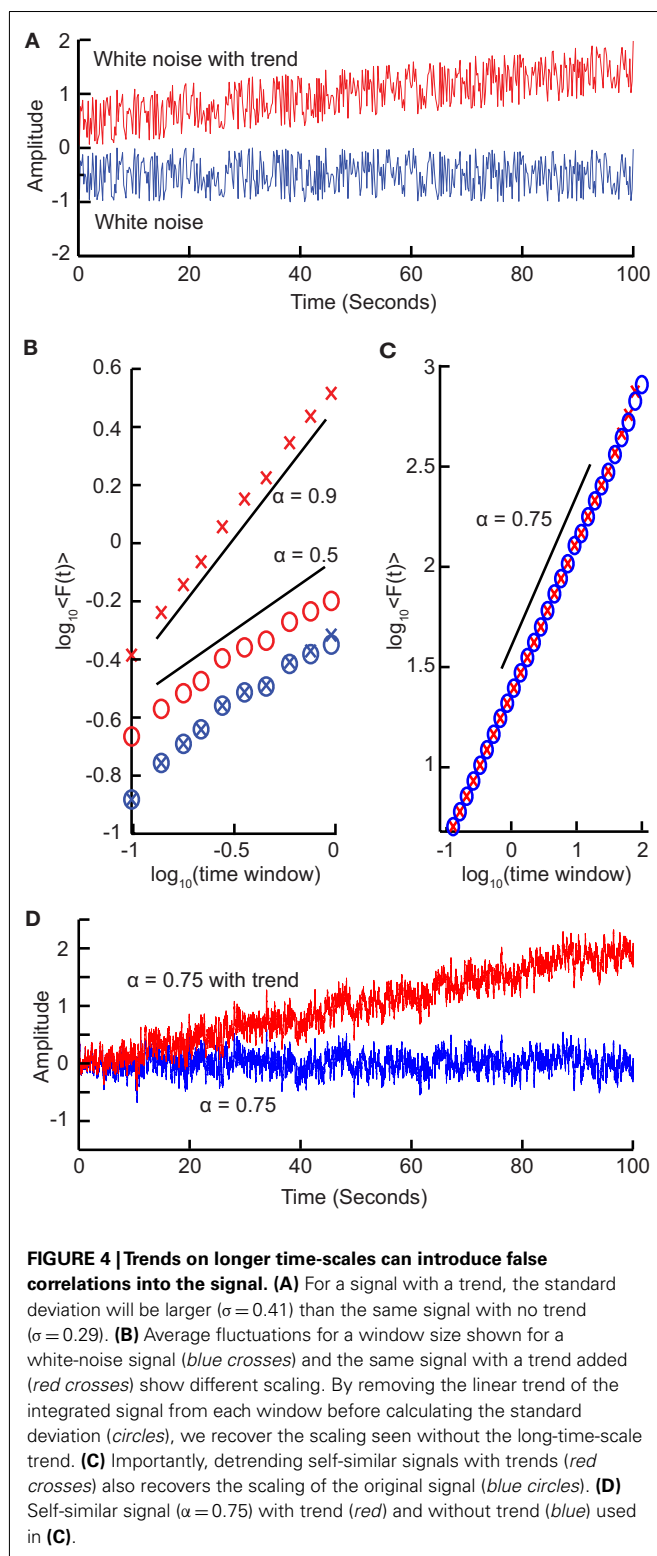 A
2
1
0
-1
-2
Amplitude
White noise with trend
White noise
0 20 40 60 80 100
Time (Seconds)
B
0.6
0.4
0.2
0
-0.2
-0.4
-0.6
-0.8
-1
log10<F(t)>
α = 0.9
α = 0.5
-1 -0.5 0
log10(time window)
C
3
2.5
2
1.5
1
log10<F(t)>
α = 0.75
-1 0 1 2
log10(time window)
D
2
1
0
-1
Amplitude
α = 0.75 with trend
α = 0.75
0 20 40 60 80 100
Time (Seconds)
FIGURE 4 | Trends on longer time-scales can introduce false
correlations into the signal. (A) For a signal with a trend, the standard
deviation will be larger (σ = 0.41) than the same signal with no trend
(σ = 0.29). (B) Average fluctuations for a window size shown for a
white-noise signal (blue crosses) and the same signal with a trend added
(red crosses) show different scaling. By removing the linear trend of the
integrated signal from each window before calculating the standard
deviation (circles), we recover the scaling seen without the long-time-scale
trend. (C) Importantly, detrending self-similar signals with trends (red
crosses) also recovers the scaling of the original signal (blue circles). (D)
Self-similar signal (α = 0.75) with trend (red) and without trend (blue) used
in (C).